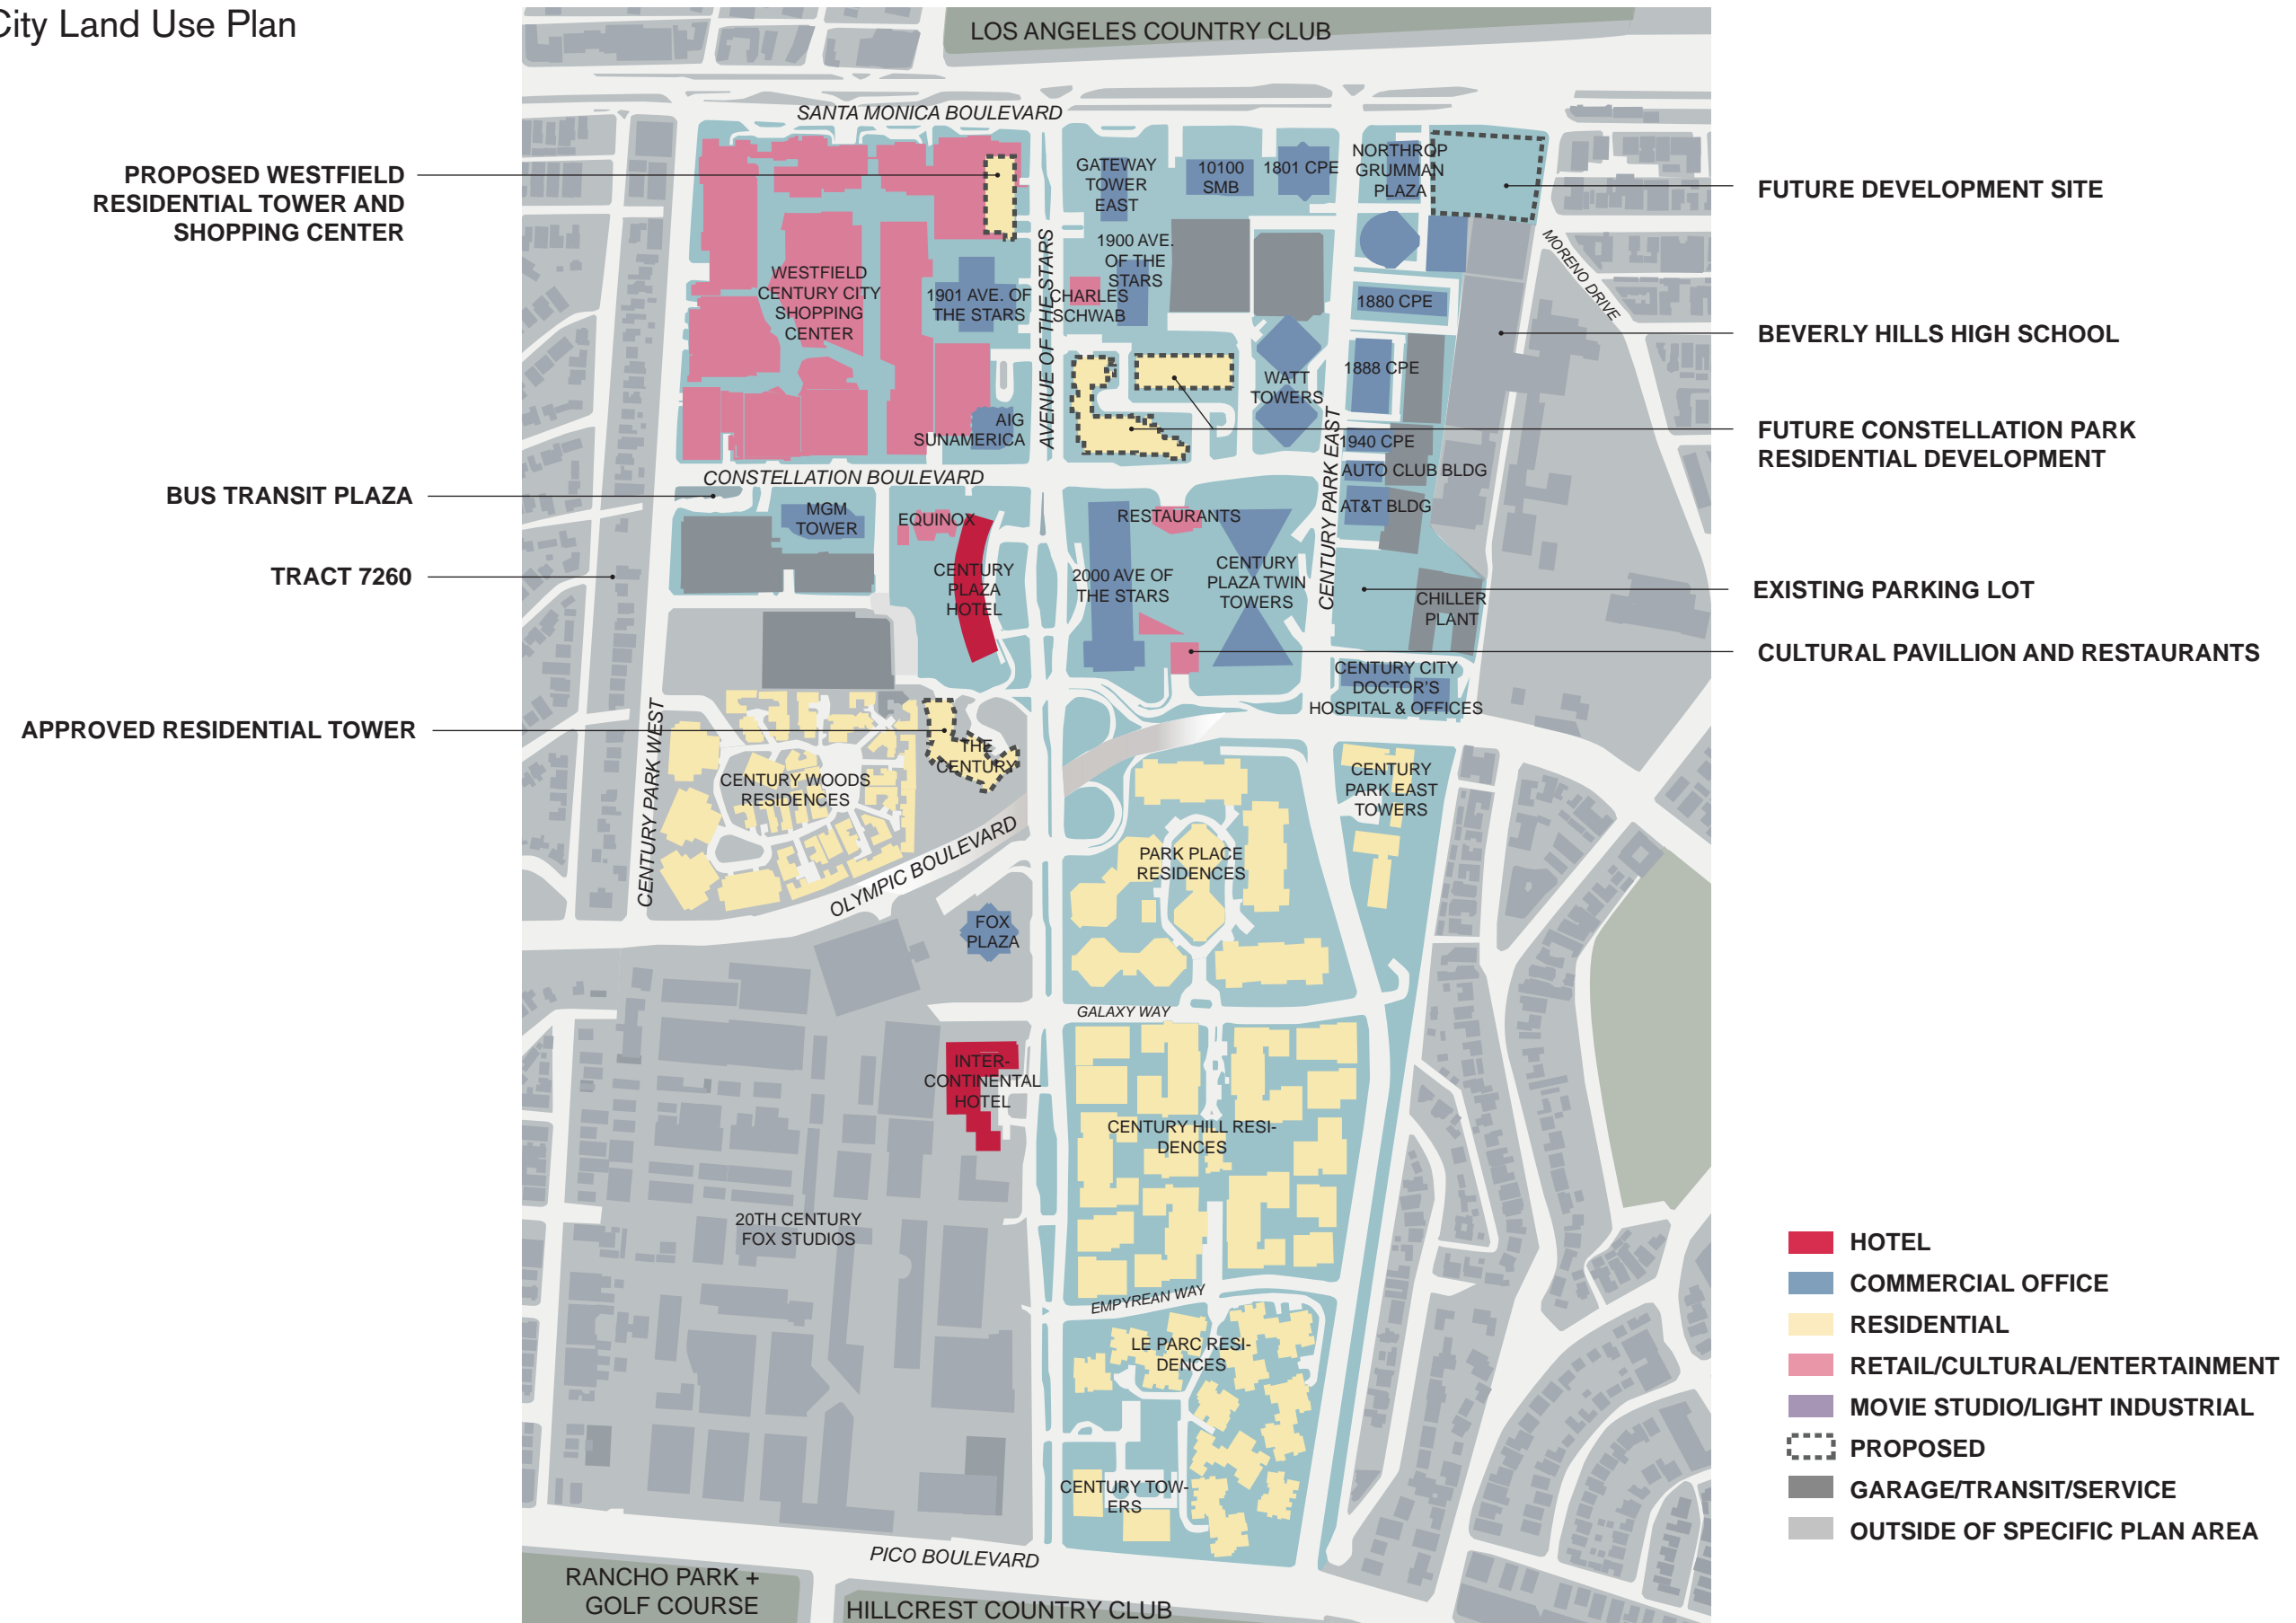 City Land Use Plan
LOS ANGELES COUNTRY CLUB
SANTA MONICA BOULEVARD
PROPOSED WESTFIELD
RESIDENTIAL TOWER AND
SHOPPING CENTER
GATEWAY
TOWER
EAST
10100
SMB
1801 CPE
NORTHROP
GRUMMAN
PLAZA
FUTURE DEVELOPMENT SITE
MORENO DRIVE
WESTFIELD
CENTURY CITY
SHOPPING
CENTER
1901 AVE. OF
THE STARS
AVENUE OF THE STARS
CHARLES
SCHWAB
1900 AVE.
OF THE
STARS
1880 CPE
BEVERLY HILLS HIGH SCHOOL
WATT
TOWERS
1888 CPE
AIG
SUNAMERICA
1940 CPE
FUTURE CONSTELLATION PARK
RESIDENTIAL DEVELOPMENT
CENTURY PARK EAST
AUTO CLUB BLDG
AT&T BLDG
CONSTELLATION BOULEVARD
BUS TRANSIT PLAZA
MGM
TOWER
EQUINOX
RESTAURANTS
TRACT 7260
CENTURY
PLAZA
HOTEL
2000 AVE OF
THE STARS
CENTURY
PLAZA TWIN
TOWERS
EXISTING PARKING LOT
CHILLER
PLANT
CULTURAL PAVILLION AND RESTAURANTS
CENTURY CITY
DOCTOR'S
HOSPITAL & OFFICES
APPROVED RESIDENTIAL TOWER
CENTURY PARK WEST
THE
CENTURY
CENTURY WOODS
RESIDENCES
CENTURY
PARK EAST
TOWERS
OLYMPIC BOULEVARD
PARK PLACE
RESIDENCES
FOX
PLAZA
GALAXY WAY
INTER-
CONTINENTAL
HOTEL
CENTURY HILL RESI-
DENCES
20TH CENTURY
FOX STUDIOS
EMPYREAN WAY
LE PARC RESI-
DENCES
CENTURY TOW-
ERS
PICO BOULEVARD
RANCHO PARK +
GOLF COURSE
HILLCREST COUNTRY CLUB
HOTEL
COMMERCIAL OFFICE
RESIDENTIAL
RETAIL/CULTURAL/ENTERTAINMENT
MOVIE STUDIO/LIGHT INDUSTRIAL
PROPOSED
GARAGE/TRANSIT/SERVICE
OUTSIDE OF SPECIFIC PLAN AREA